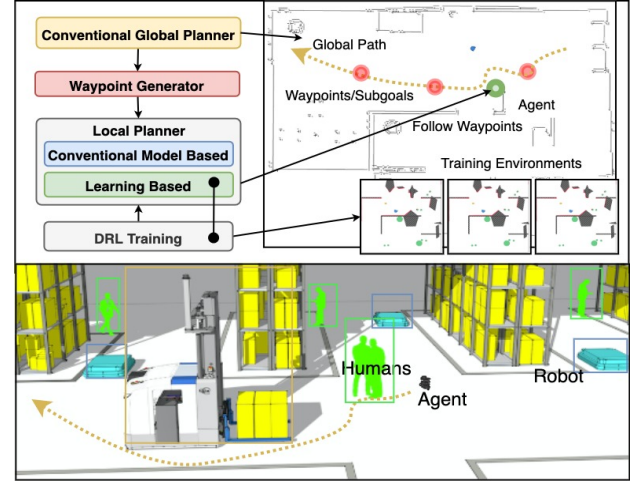 Conventional Global Planner
Waypoint Generator
Local Planner
Conventional Model Based
Learning Based
DRL Training
Global Path
Waypoints/Subgoals
Agent
Follow Waypoints
Training Environments
Humans
Agent
Robot